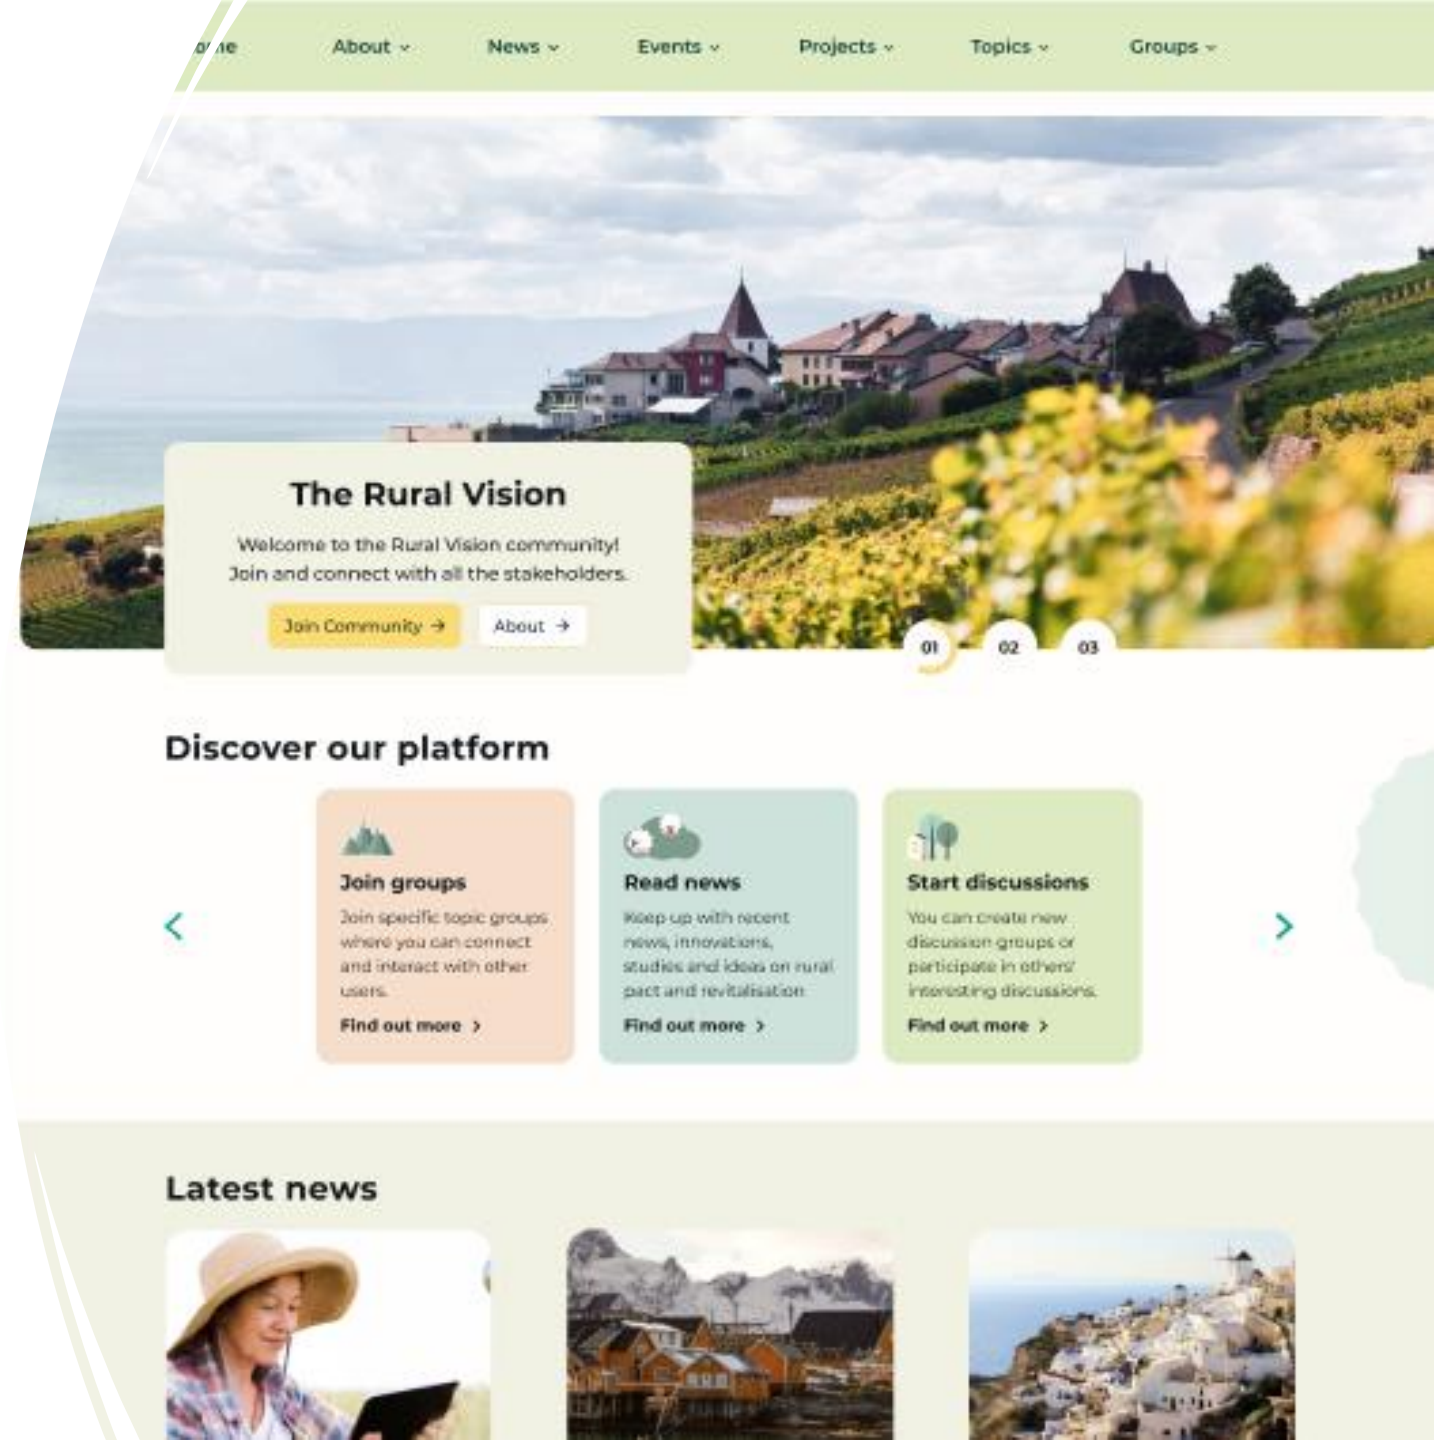 ome
About
News
Events
Projects
Topics
Groups
The Rural Vision
Welcome to the Rural Vision community!
Join and connect with all the stakeholders.
Join Community →
About →
01
02
03
Discover our platform
Join groups
Join specific topic groups
where you can connect
and interact with other
users.
Find out more >
Read news
Keep up with recent
news, innovations,
studies and ideas on rural
pact and revitalisation
Find out more >
Start discussions
You can create new
discussion groups or
participate in others'
interesting discussions.
Find out more >
Latest news